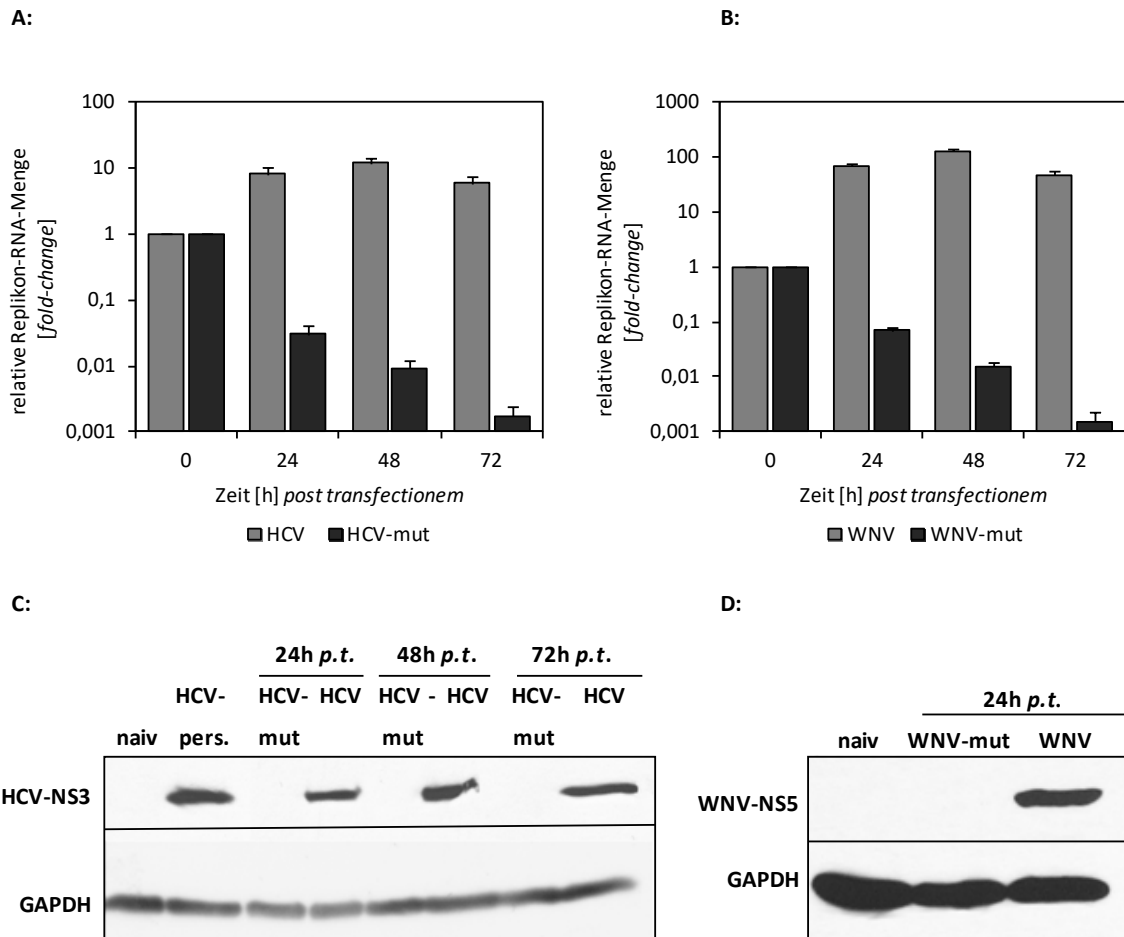 A:
B:
relative Replikon-RNA-Menge
[fold-change]
100
10
1
0,1
0,01
0,001
0
24
48
72
Zeit [h] post transfectionem
HCV
HCV-mut
relative Replikon-RNA-Menge
[fold-change]
1000
100
10
1
0,1
0,01
0,001
0
24
48
72
Zeit [h] post transfectionem
WNV
WNV-mut
C:
24h p.t.
48h p.t.
72h p.t.
HCV-
HCV- HCV
HCV - HCV
HCV- HCV
naiv
pers.
mut
mut
mut
HCV-NS3
GAPDH
D:
24h p.t.
naiv
WNV-mut
WNV
WNV-NS5
GAPDH